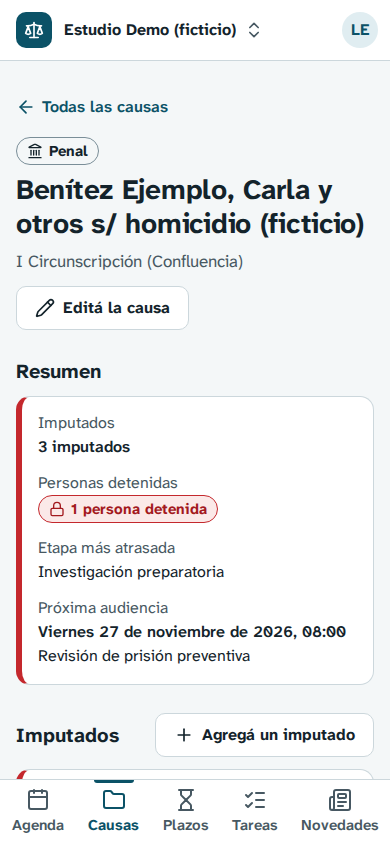 Estudio Demo (ficticio)
LE
Todas las causas
Penal
Benítez Ejemplo, Carla y
otros s/ homicidio (ficticio)
I Circunscripción (Confluencia)
Editá la causa
Resumen
Imputados
3 imputados
Personas detenidas
1 persona detenida
Etapa más atrasada
Investigación preparatoria
Próxima audiencia
Viernes 27 de noviembre de 2026, 08:00
Revisión de prisión preventiva
Imputados
Agregá un imputado
Agenda
Causas
Plazos
Tareas
Novedades